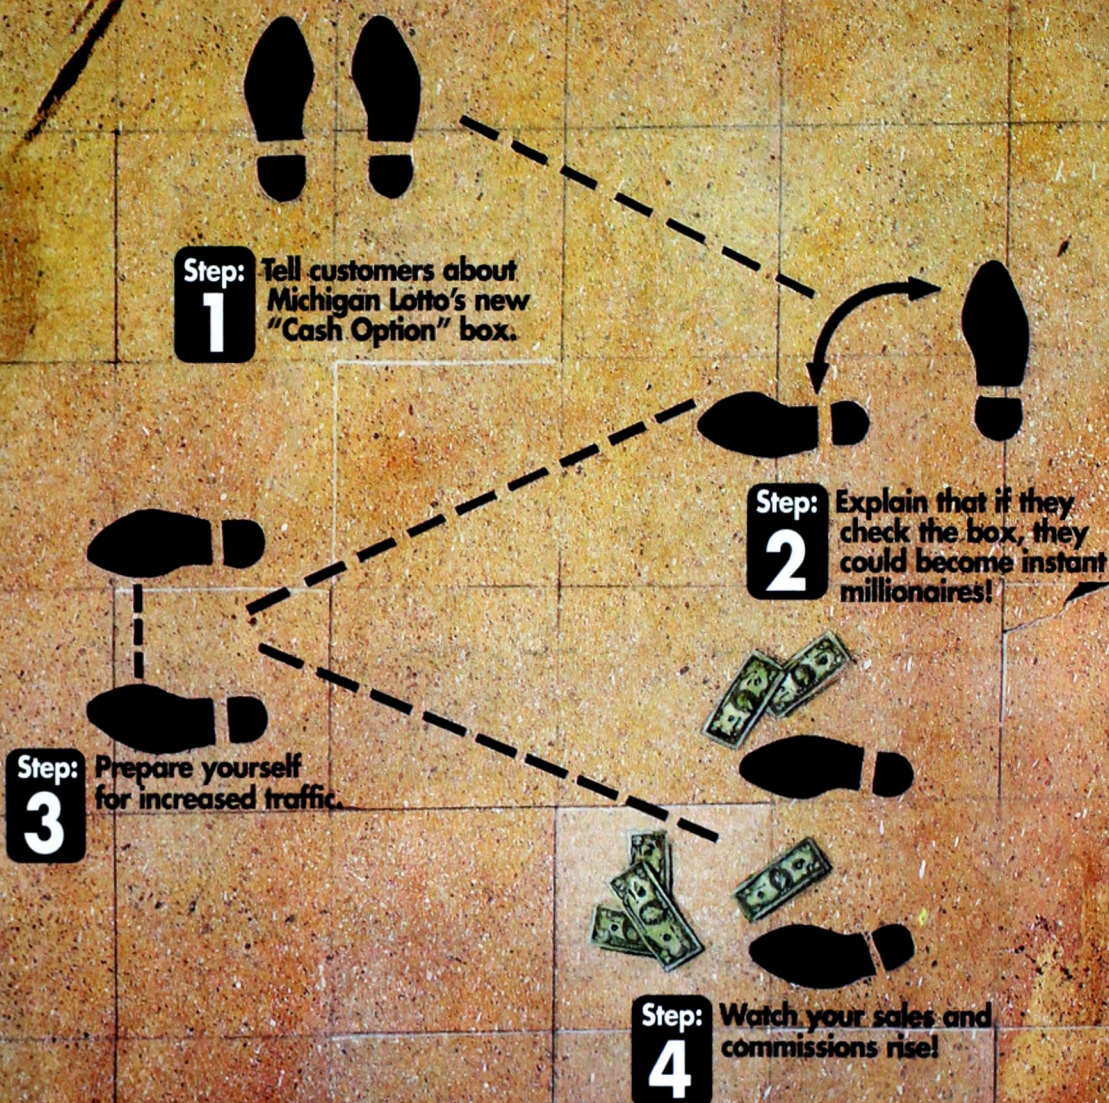 Step:
1
Tell customers about
Michigan Lotto's new
"Cash Option" box.
Step:
2
Explain that if they
check the box, they
could become instant
millionaires!
Step:
3
Prepare yourself
for increased traffic.
Step:
4
Watch your sales and
commissions rise!